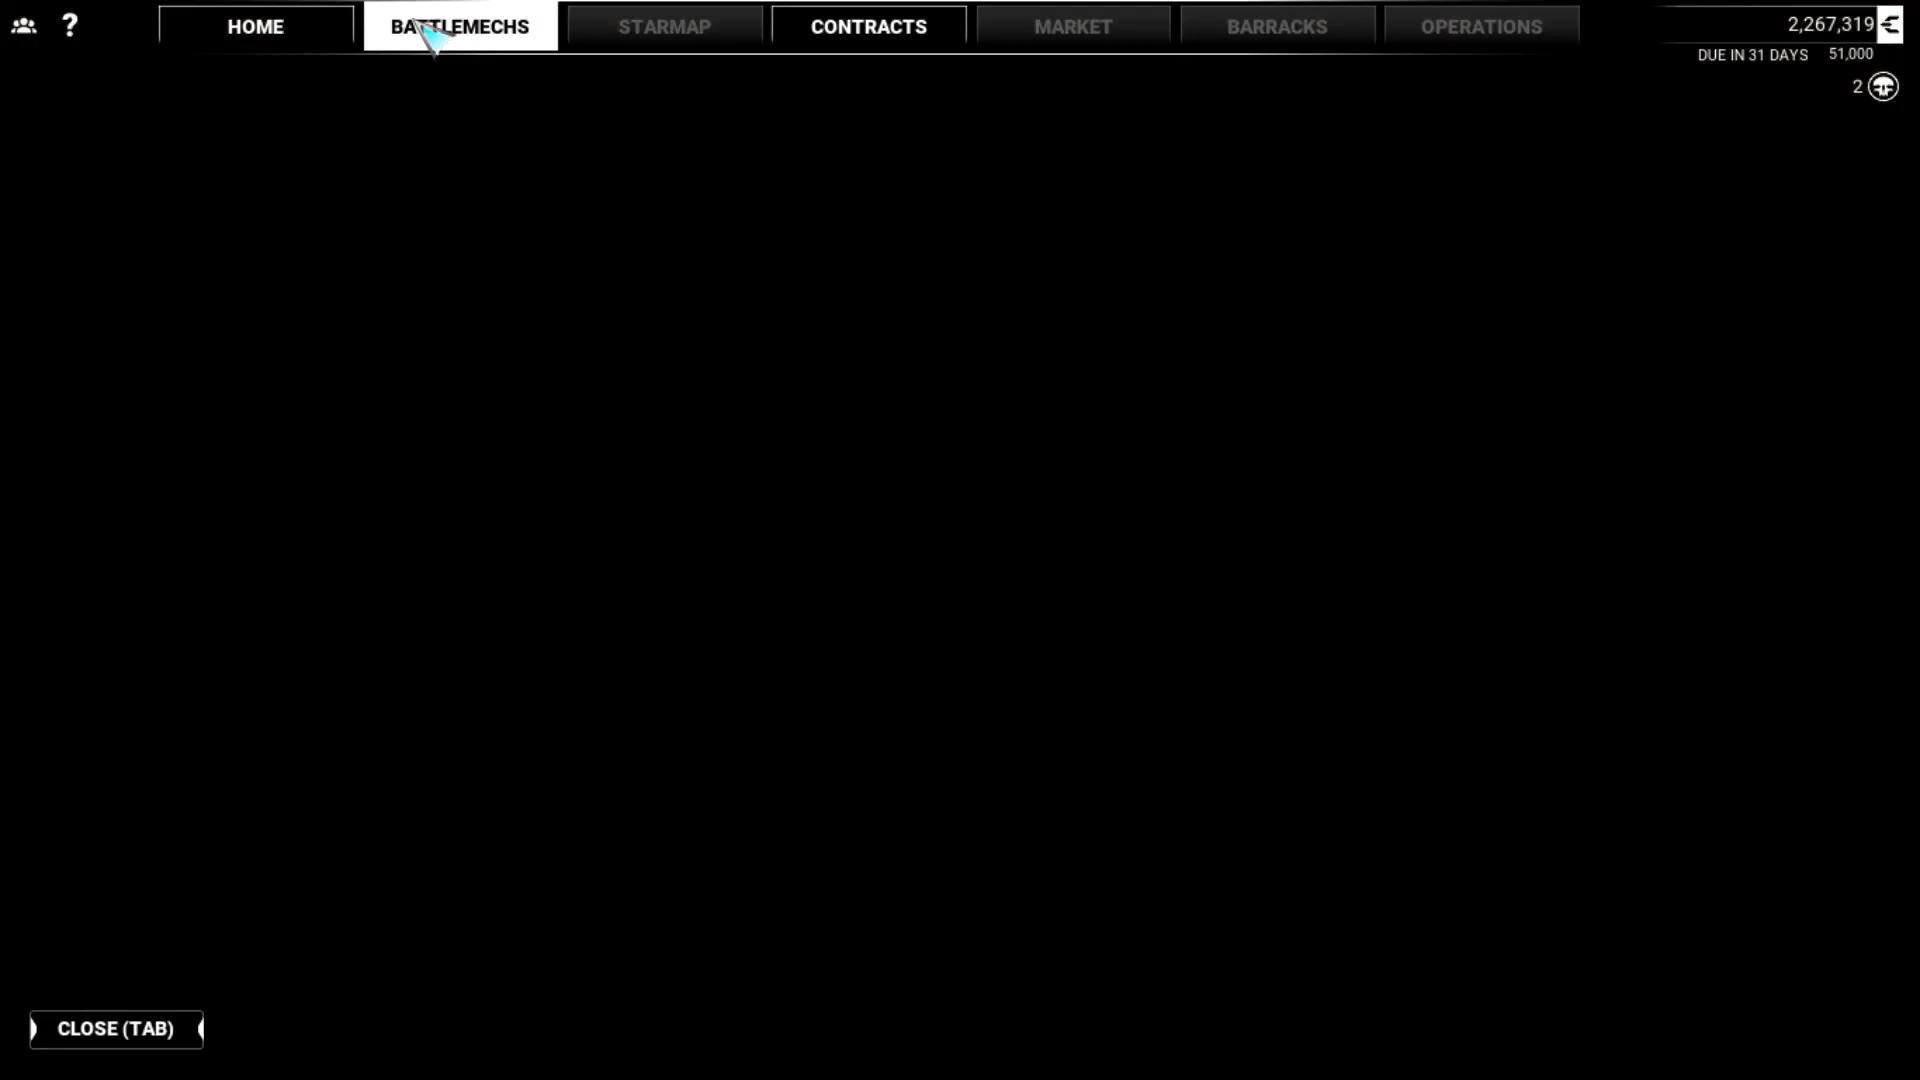 ?
HOME
BATTLEMECHS
STARMAP
CONTRACTS
MARKET
BARRACKS
OPERATIONS
2,267,319
DUE IN 31 DAYS 51,000
2
CLOSE (TAB)